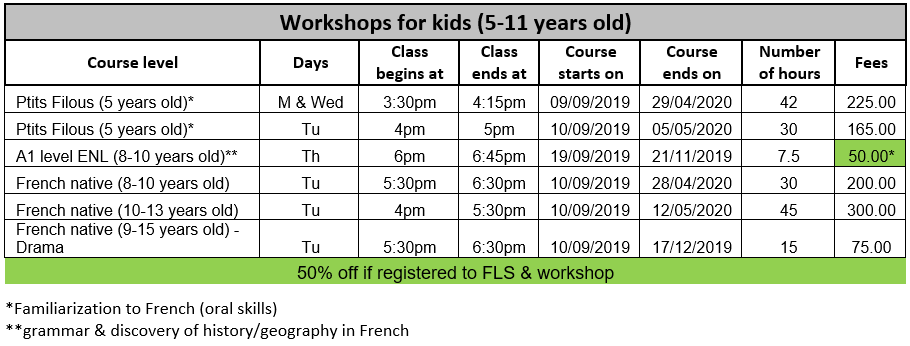 Workshops for kids (5-11 years old)
Course level Days Class begins at Class ends at Course starts on Course ends on Number of hours Fees
Ptits Filous (5 years old)* M & Wed 3:30pm 4:15pm 09/09/2019 29/04/2020 42 225.00
Ptits Filous (5 years old)* Tu 4pm 5pm 10/09/2019 05/05/2020 30 165.00
A1 level ENL (8-10 years old)** Th 6pm 6:45pm 19/09/2019 21/11/2019 7.5 50.00*
French native (8-10 years old) Tu 5:30pm 6:30pm 10/09/2019 28/04/2020 30 200.00
French native (10-13 years old) Tu 4pm 5:30pm 10/09/2019 12/05/2020 45 300.00
French native (9-15 years old) -
Drama Tu 5:30pm 6:30pm 10/09/2019 17/12/2019 15 75.00
50% off if registered to FLS & workshop
*Familiarization to French (oral skills)
**grammar & discovery of history/geography in French